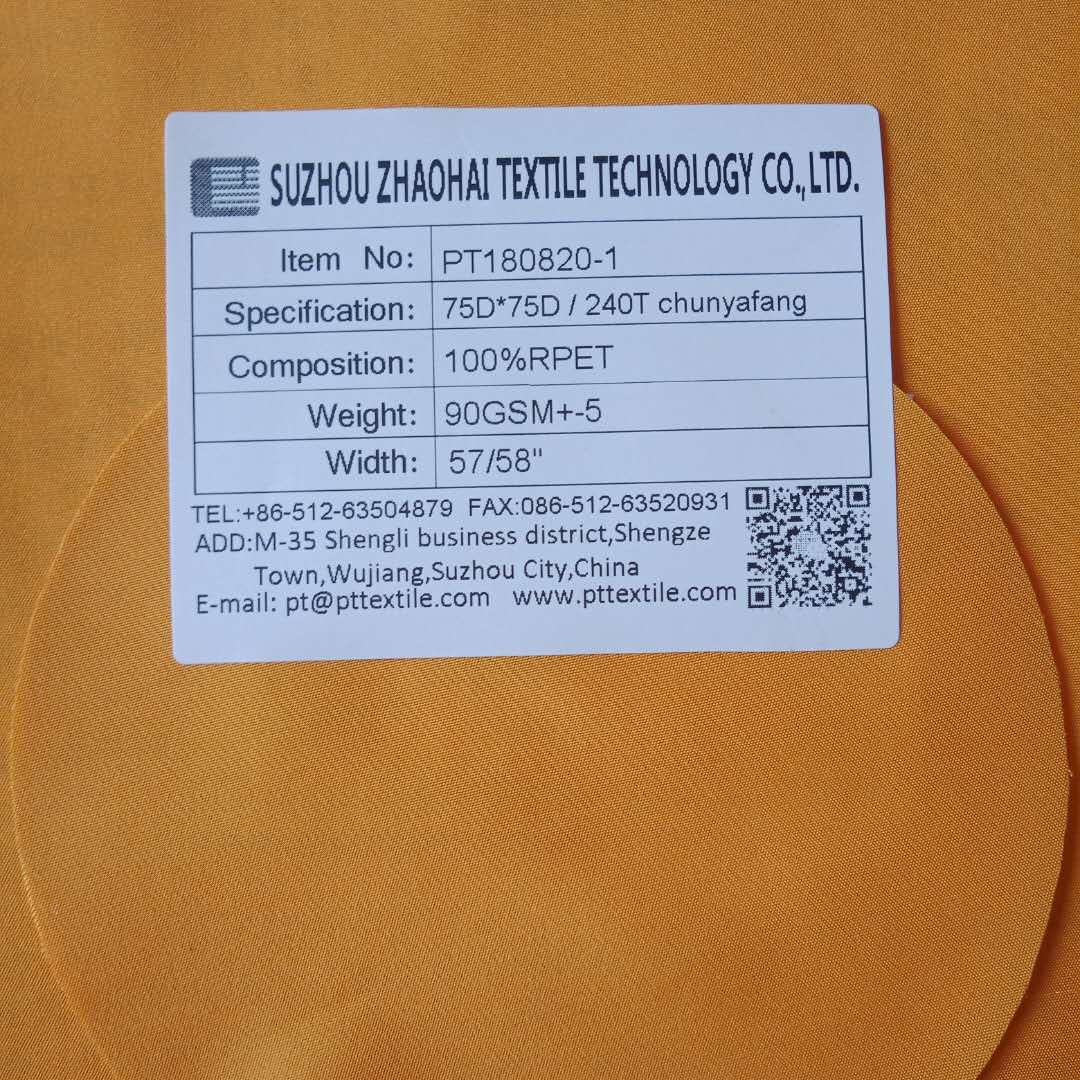 SUZHOU ZHAOHAI TEXTILE TECHNOLOGY CO.,LTD.
Item No: PT180820-1
Specification: 75D*75D / 240T chunyafang
Composition: 100%RPET
Weight: 90GSM+-5
Width: 57/58"
TEL:+86-512-63504879 FAX:086-512-63520931
ADD:M-35 Shengli business district,Shengze
Town,Wujiang,Suzhou City,China
E-mail: pt@pttextile.com www.pttextile.com